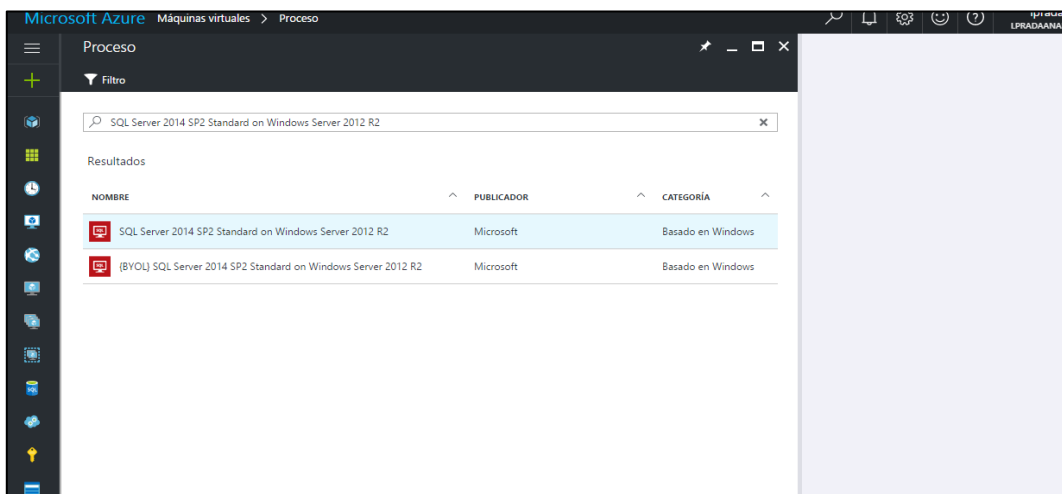 Microsoft Azure Máquinas virtuales > Proceso
LPRADAANA
Proceso
Filtro
SQL Server 2014 SP2 Standard on Windows Server 2012 R2
Resultados
NOMBRE PUBLICADOR CATEGORÍA
SQL Server 2014 SP2 Standard on Windows Server 2012 R2 Microsoft Basado en Windows
{BYOL} SQL Server 2014 SP2 Standard on Windows Server 2012 R2 Microsoft Basado en Windows
SQL